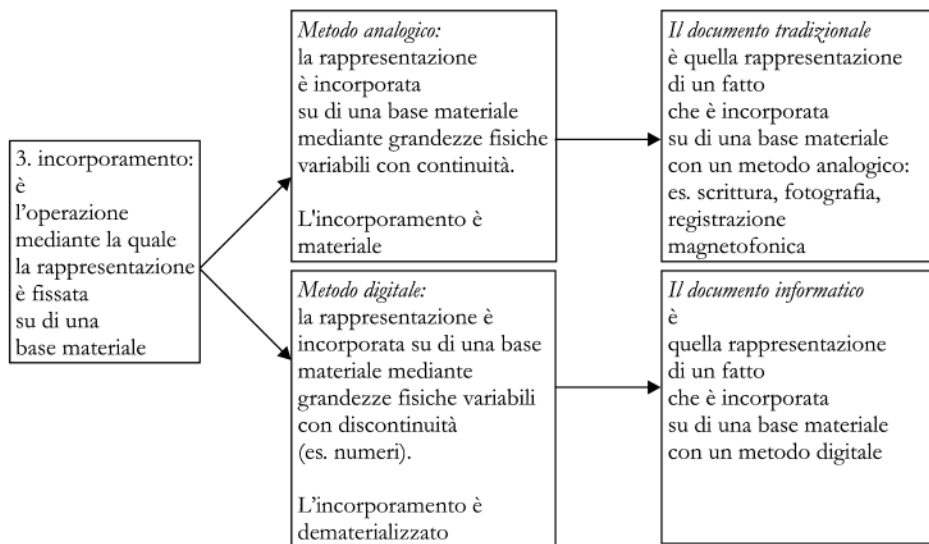 3. incorporamento:
è
l’operazione
mediante la quale
la rappresentazione
è fissata
su di una
base materiale
Metodo analogico:
la rappresentazione
è incorporata
su di una base materiale
mediante grandezze fisiche
variabili con continuità.
L'incorporamento è
materiale
Il documento tradizionale
è quella rappresentazione
di un fatto
che è incorporata
su di una base materiale
con un metodo analogico:
es. scrittura, fotografia,
registrazione
magnetofonica
Metodo digitale:
la rappresentazione è
incorporata su di una base
materiale mediante
grandezze fisiche variabili
con discontinuità
(es. numeri).
L’incorporamento è
dematerializzato
Il documento informatico
è
quella rappresentazione
di un fatto
che è incorporata
su di una base materiale
con un metodo digitale